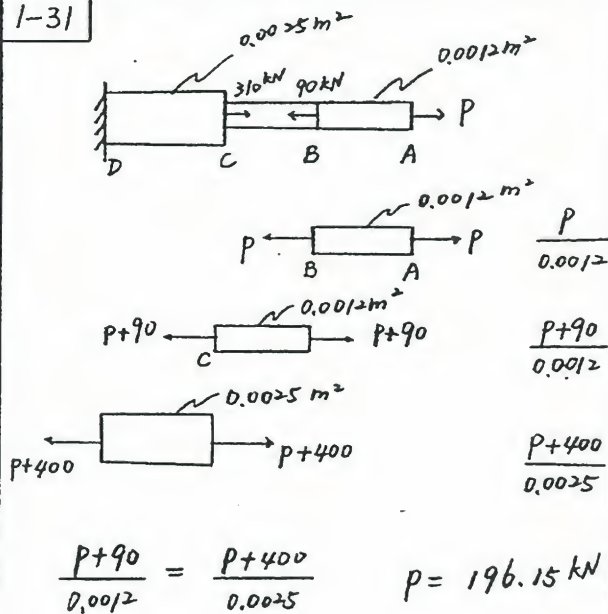 1-31
0.0025 m²
0.0012 m²
310 kN
90 kN
P
D
C
B
A
0.0012 m²
P
P
B
A
P
0.0012
0.0012 m²
P+90
P+90
C
P+90
0.0012
0.0025 m²
P+400
P+400
P+400
0.0025
P+90
0.0012
=
P+400
0.0025
P = 196.15 kN